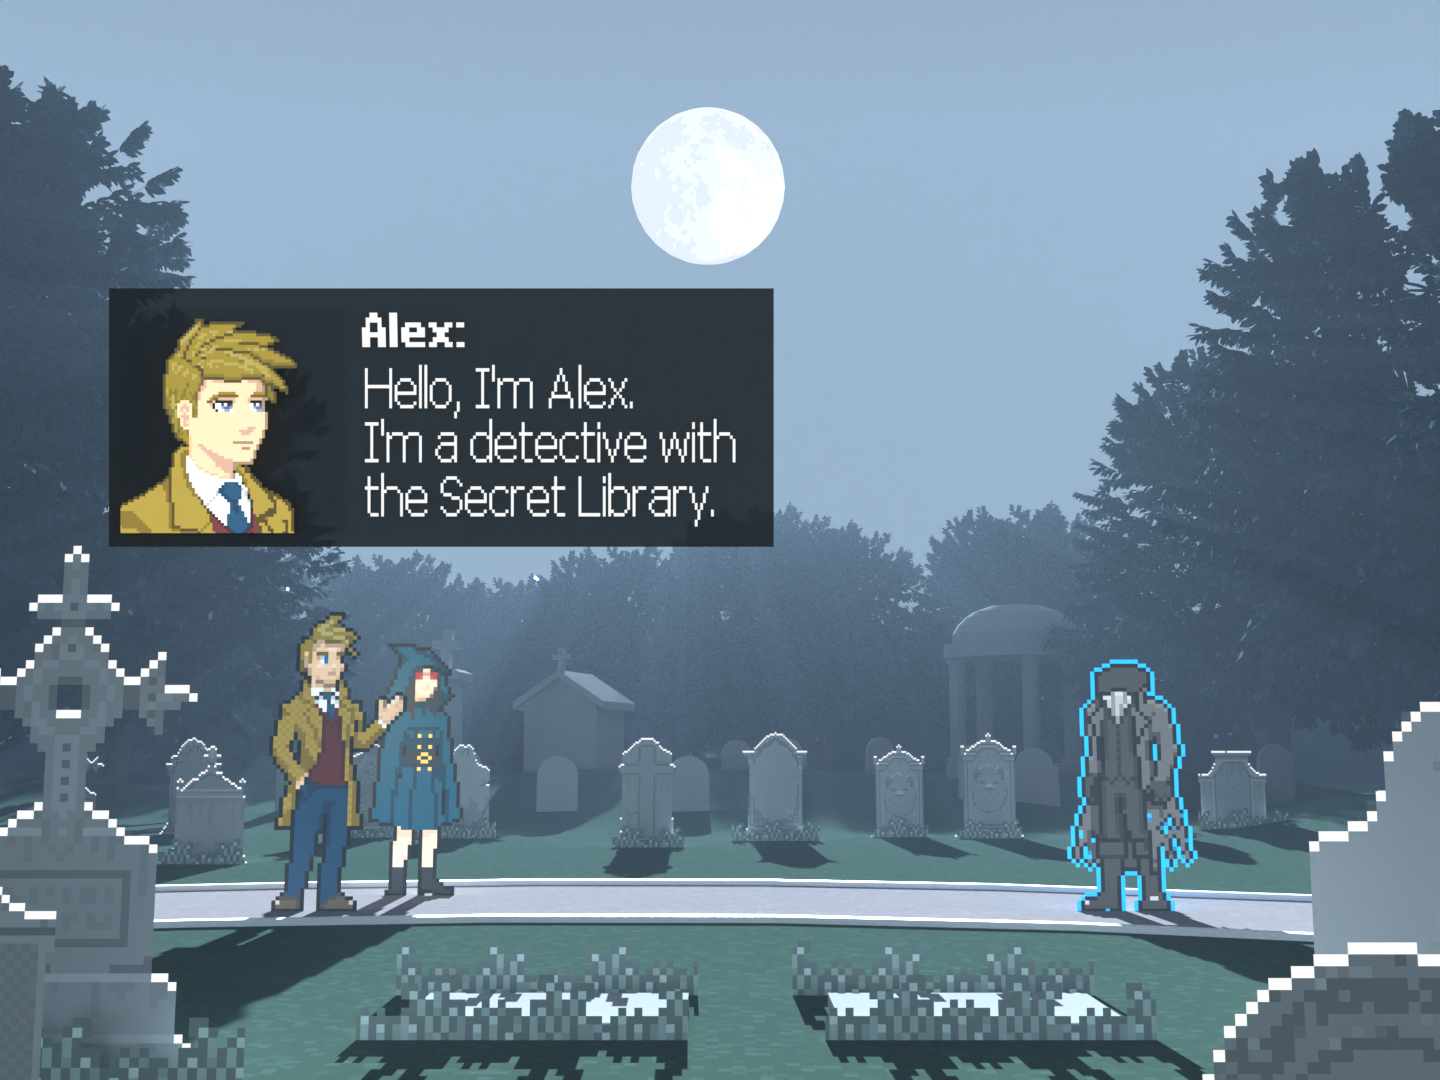 Alex:
Hello, I'm Alex.
I'm a detective with
the Secret Library.